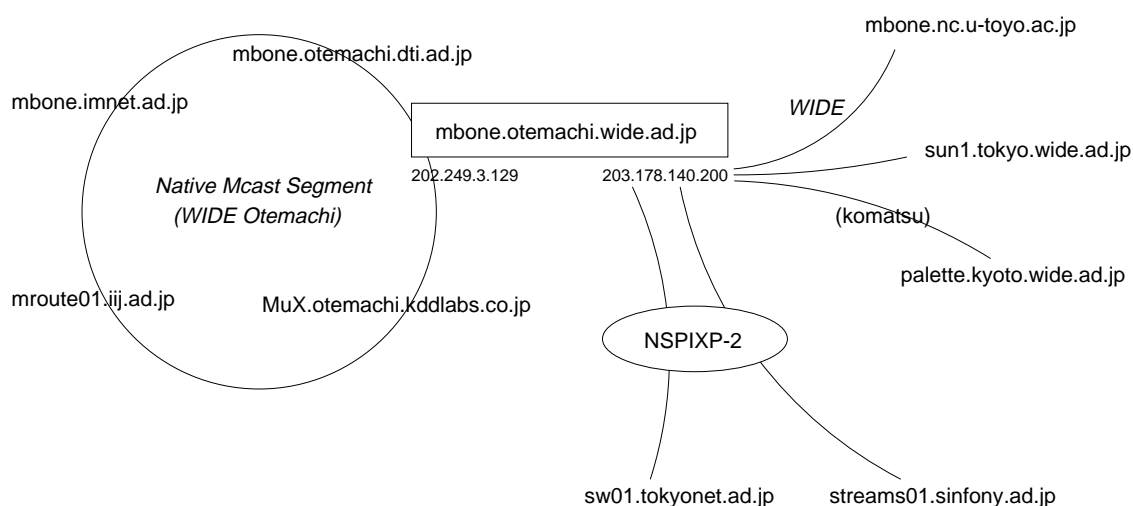 mbone.nc.u-toyo.ac.jp
mbone.otemachi.dti.ad.jp
mbone.imnet.ad.jp
WIDE
mbone.otemachi.wide.ad.jp
sun1.tokyo.wide.ad.jp
202.249.3.129
203.178.140.200
Native Mcast Segment
(WIDE Otemachi)
(komatsu)
palette.kyoto.wide.ad.jp
mroute01.iij.ad.jp
MuX.otemachi.kddlabs.co.jp
NSPIXP-2
sw01.tokyonet.ad.jp
streams01.sinfony.ad.jp